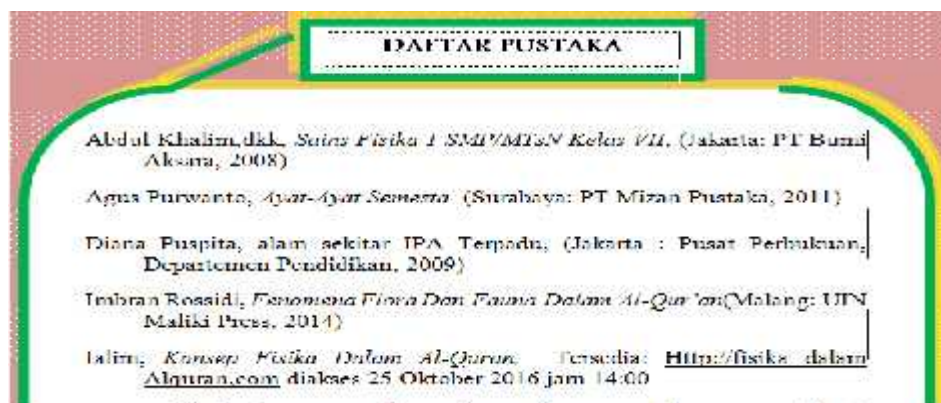 DAFTAR PUSTAKA
Abdul Khalim,dkk, Sains Fisika 1 SMP/MTsN Kelas VII, (Jakarta: PT Bumi
Aksara, 2008)
Agus Purwanto, Ayat-Ayat Semesta (Surabaya: PT Mizan Pustaka, 2011)
Diana Puspita, alam sekitar IPA Terpadu, (Jakarta : Pusat Perbukuan,
Departemen Pendidikan, 2009)
Imbran Rossidi, Fenomena Flora Dan Fauna Dalam Al-Qur'an(Malang: UIN
Maliki Press, 2014)
Konsep Fisika Dalam Al-Quran Tersedia: Http://fisika dalam
Alquran.com diakses 25 Oktober 2016 jam 14:00